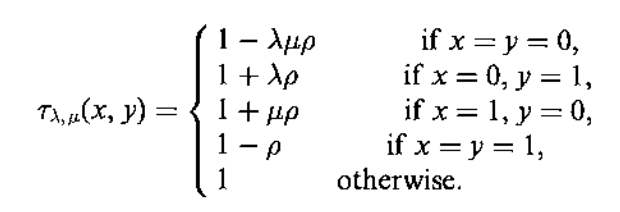 1 − λμρ if x = y = 0,
1 + λρ if x = 0, y = 1,
τλ,μ(x, y) = { 1 + μρ if x = 1, y = 0,
1 − ρ if x = y = 1,
1 otherwise.